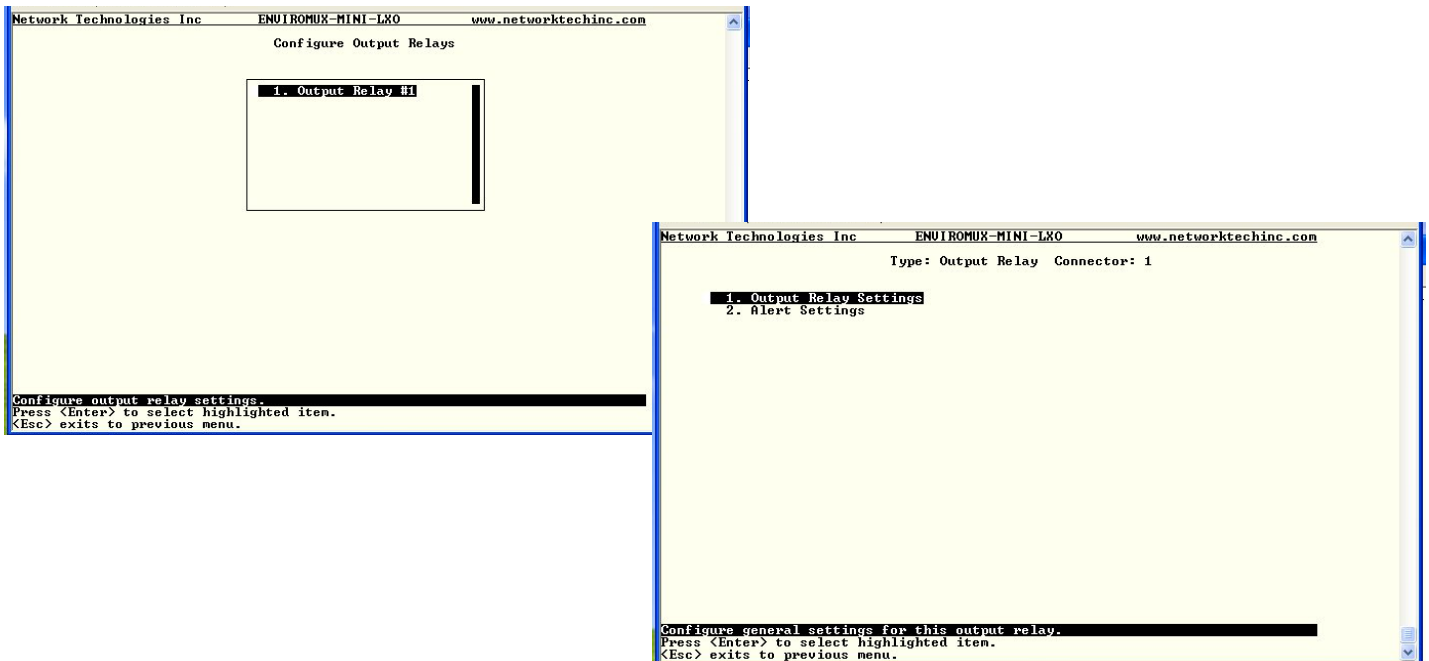 Network Technologies Inc ENVIROMUX-MINI-LXO www.networktechinc.com
Configure Output Relays
1. Output Relay #1
Configure output relay settings.
Press <Enter> to select highlighted item.
<Esc> exits to previous menu.
Network Technologies Inc ENVIROMUX-MINI-LXO www.networktechinc.com
Type: Output Relay Connector: 1
1. Output Relay Settings
2. Alert Settings
Configure general settings for this output relay.
Press <Enter> to select highlighted item.
<Esc> exits to previous menu.